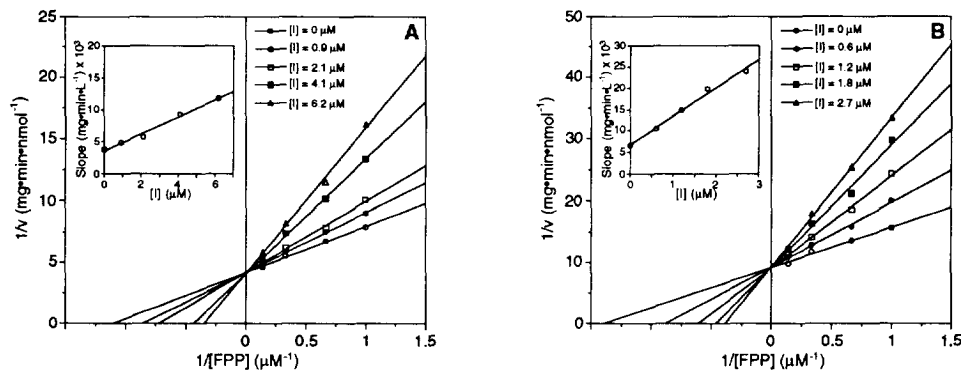 A
1/v (mg•min•nmol⁻¹)
25
20
15
10
5
0
0
0.5
1
1.5
1/[FPP] (µM⁻¹)
[I] = 0 µM
[I] = 0.9 µM
[I] = 2.1 µM
[I] = 4.1 µM
[I] = 6.2 µM
Slope (mg•min•L⁻¹) x 10³
20
15
10
5
0
0
2
4
6
[I] (µM)
B
1/v (mg•min•nmol⁻¹)
50
40
30
20
10
0
0
0.5
1
1.5
1/[FPP] (µM⁻¹)
[I] = 0 µM
[I] = 0.6 µM
[I] = 1.2 µM
[I] = 1.8 µM
[I] = 2.7 µM
Slope (mg•min•L⁻¹) x 10³
30
25
20
15
10
5
0
0
1
2
3
[I] (µM)